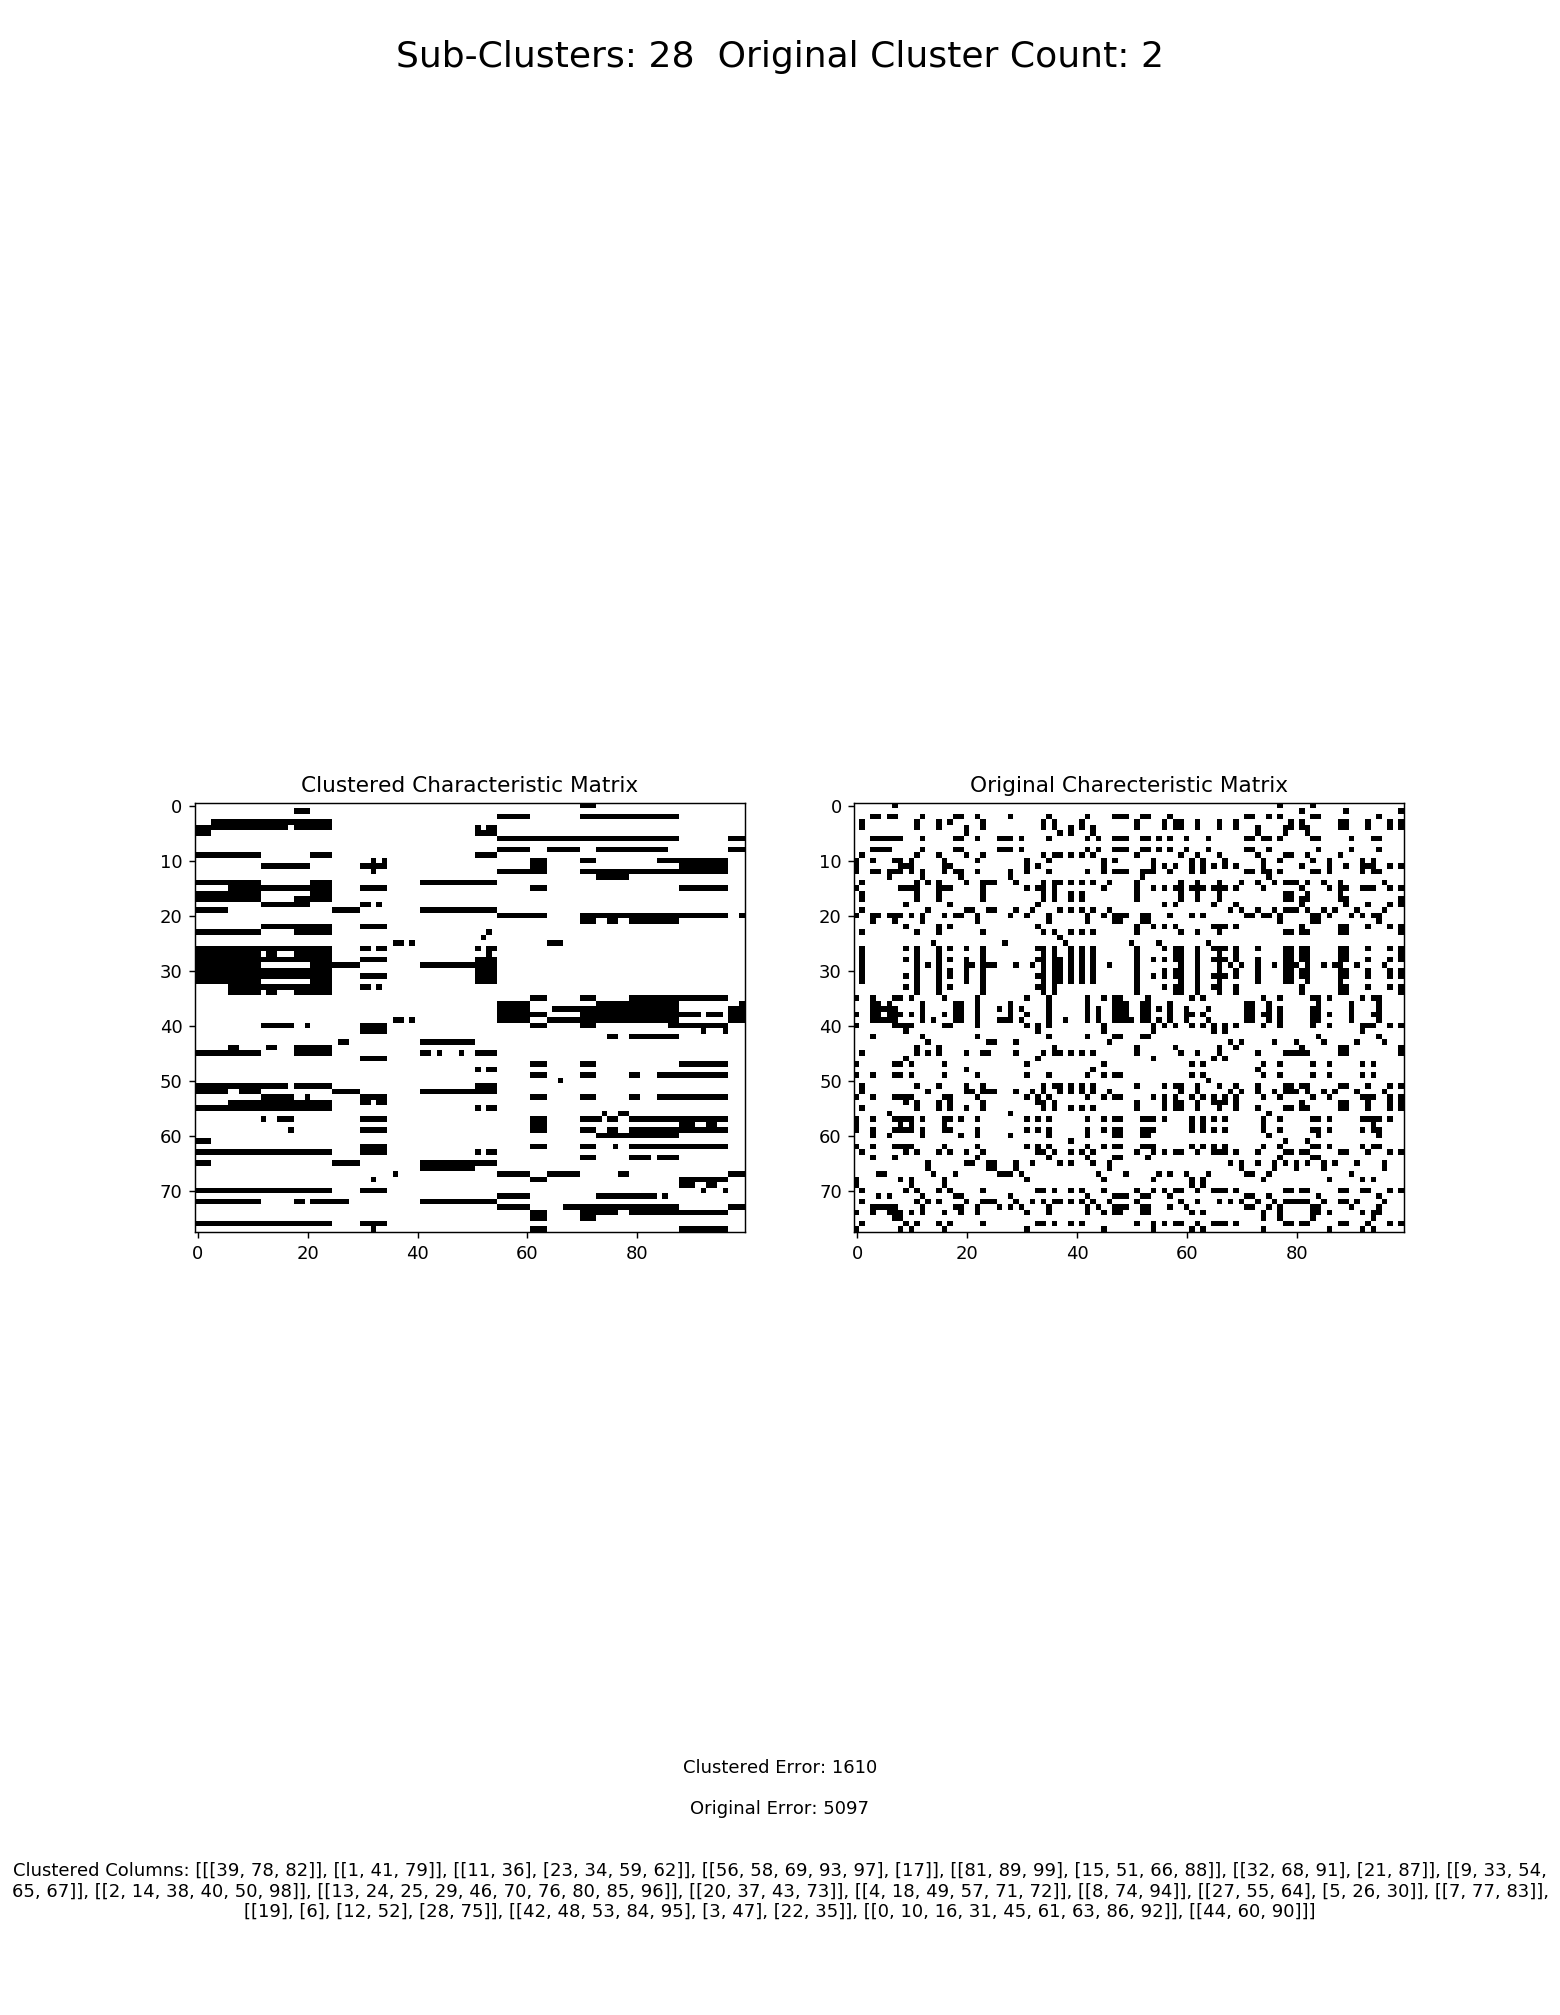 Sub-Clusters: 28  Original Cluster Count: 2
Clustered Characteristic Matrix
0
10
20
30
40
50
60
70
0 20 40 60 80
Original Charecteristic Matrix
0
10
20
30
40
50
60
70
0 20 40 60 80
Clustered Error: 1610
Original Error: 5097
Clustered Columns: [[[39, 78, 82]], [[1, 41, 79]], [[11, 36], [23, 34, 59, 62]], [[56, 58, 69, 93, 97], [17]], [[81, 89, 99], [15, 51, 66, 88]], [[32, 68, 91], [21, 87]], [[9, 33, 54,
65, 67]], [[2, 14, 38, 40, 50, 98]], [[13, 24, 25, 29, 46, 70, 76, 80, 85, 96]], [[20, 37, 43, 73]], [[4, 18, 49, 57, 71, 72]], [[8, 74, 94]], [[27, 55, 64], [5, 26, 30]], [[7, 77, 83]],
[[19], [6], [12, 52], [28, 75]], [[42, 48, 53, 84, 95], [3, 47], [22, 35]], [[0, 10, 16, 31, 45, 61, 63, 86, 92]], [[44, 60, 90]]]